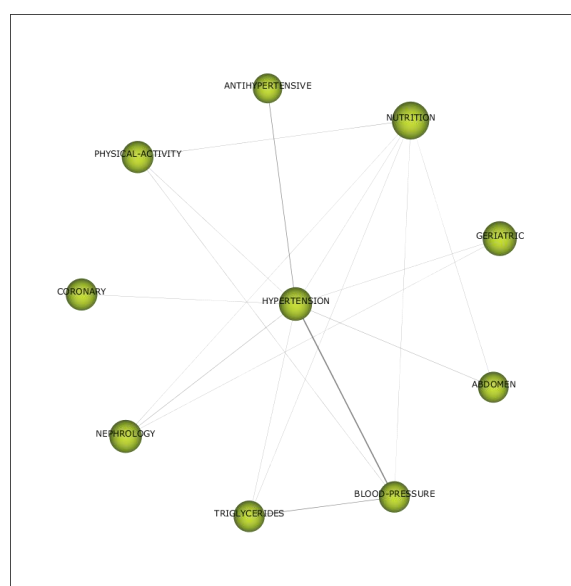 ANTIHYPERTENSIVE
NUTRITION
PHYSICAL-ACTIVITY
GERIATRIC
CORONARY
HYPERTENSION
ABDOMEN
NEPHROLOGY
BLOOD-PRESSURE
TRIGLYCERIDES